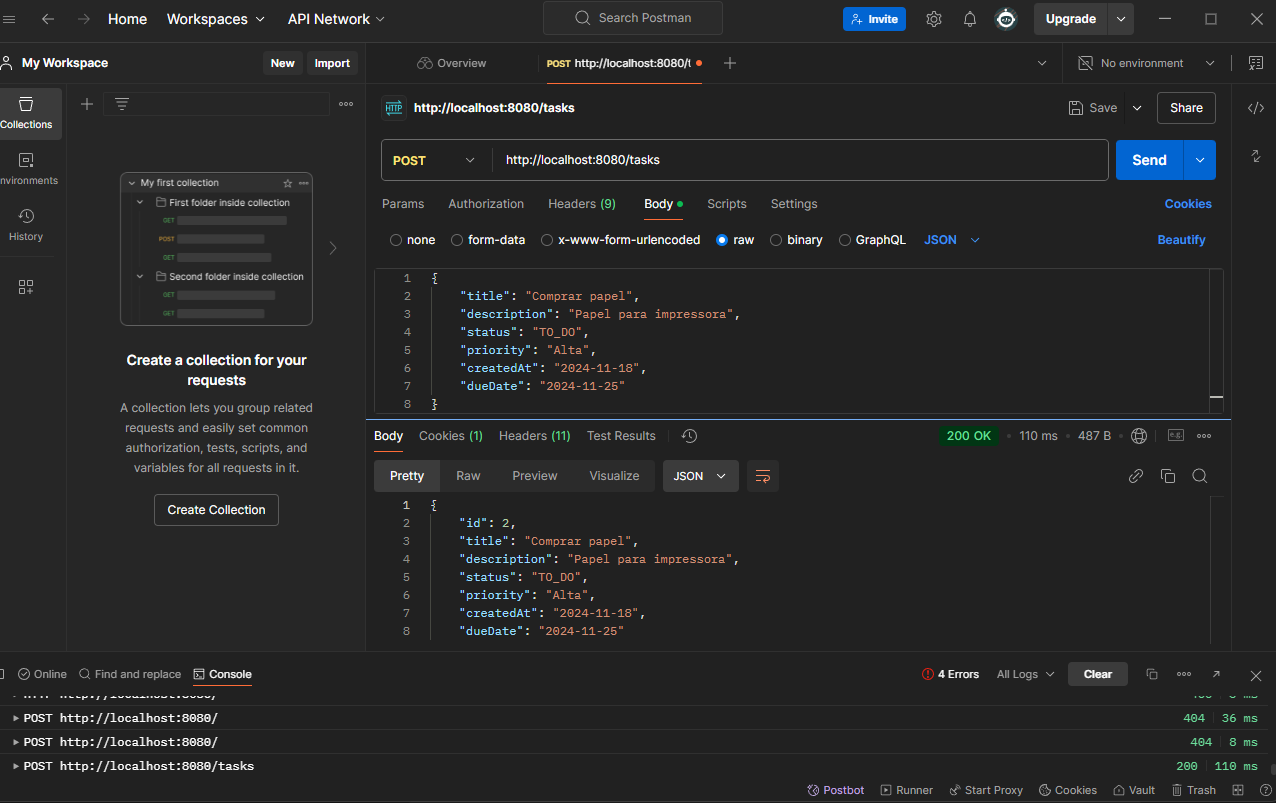 Home Workspaces API Network Search Postman Invite Upgrade
My Workspace New Import Overview POST http://localhost:8080/t No environment
Collections
HTTP http://localhost:8080/tasks Save Share
POST http://localhost:8080/tasks Send
nvironments
History
Params Authorization Headers (9) Body Scripts Settings Cookies
none form-data x-www-form-urlencoded raw binary GraphQL JSON Beautify
My first collection
First folder inside collection
GET
POST
GET
Second folder inside collection
GET
GET
Create a collection for your
requests
A collection lets you group related
requests and easily set common
authorization, tests, scripts, and
variables for all requests in it.
Create Collection
1 {
2 "title": "Comprar papel",
3 "description": "Papel para impressora",
4 "status": "TO_DO",
5 "priority": "Alta",
6 "createdAt": "2024-11-18",
7 "dueDate": "2024-11-25"
8 }
Body Cookies (1) Headers (11) Test Results 200 OK • 110 ms • 487 B •
Pretty Raw Preview Visualize JSON
1 {
2 "id": 2,
3 "title": "Comprar papel",
4 "description": "Papel para impressora",
5 "status": "TO_DO",
6 "priority": "Alta",
7 "createdAt": "2024-11-18",
8 "dueDate": "2024-11-25"
Online Find and replace Console 4 Errors All Logs Clear
POST http://localhost:8080/ 404 36 ms
POST http://localhost:8080/ 404 8 ms
POST http://localhost:8080/tasks 200 110 ms
Postbot Runner Start Proxy Cookies Vault Trash